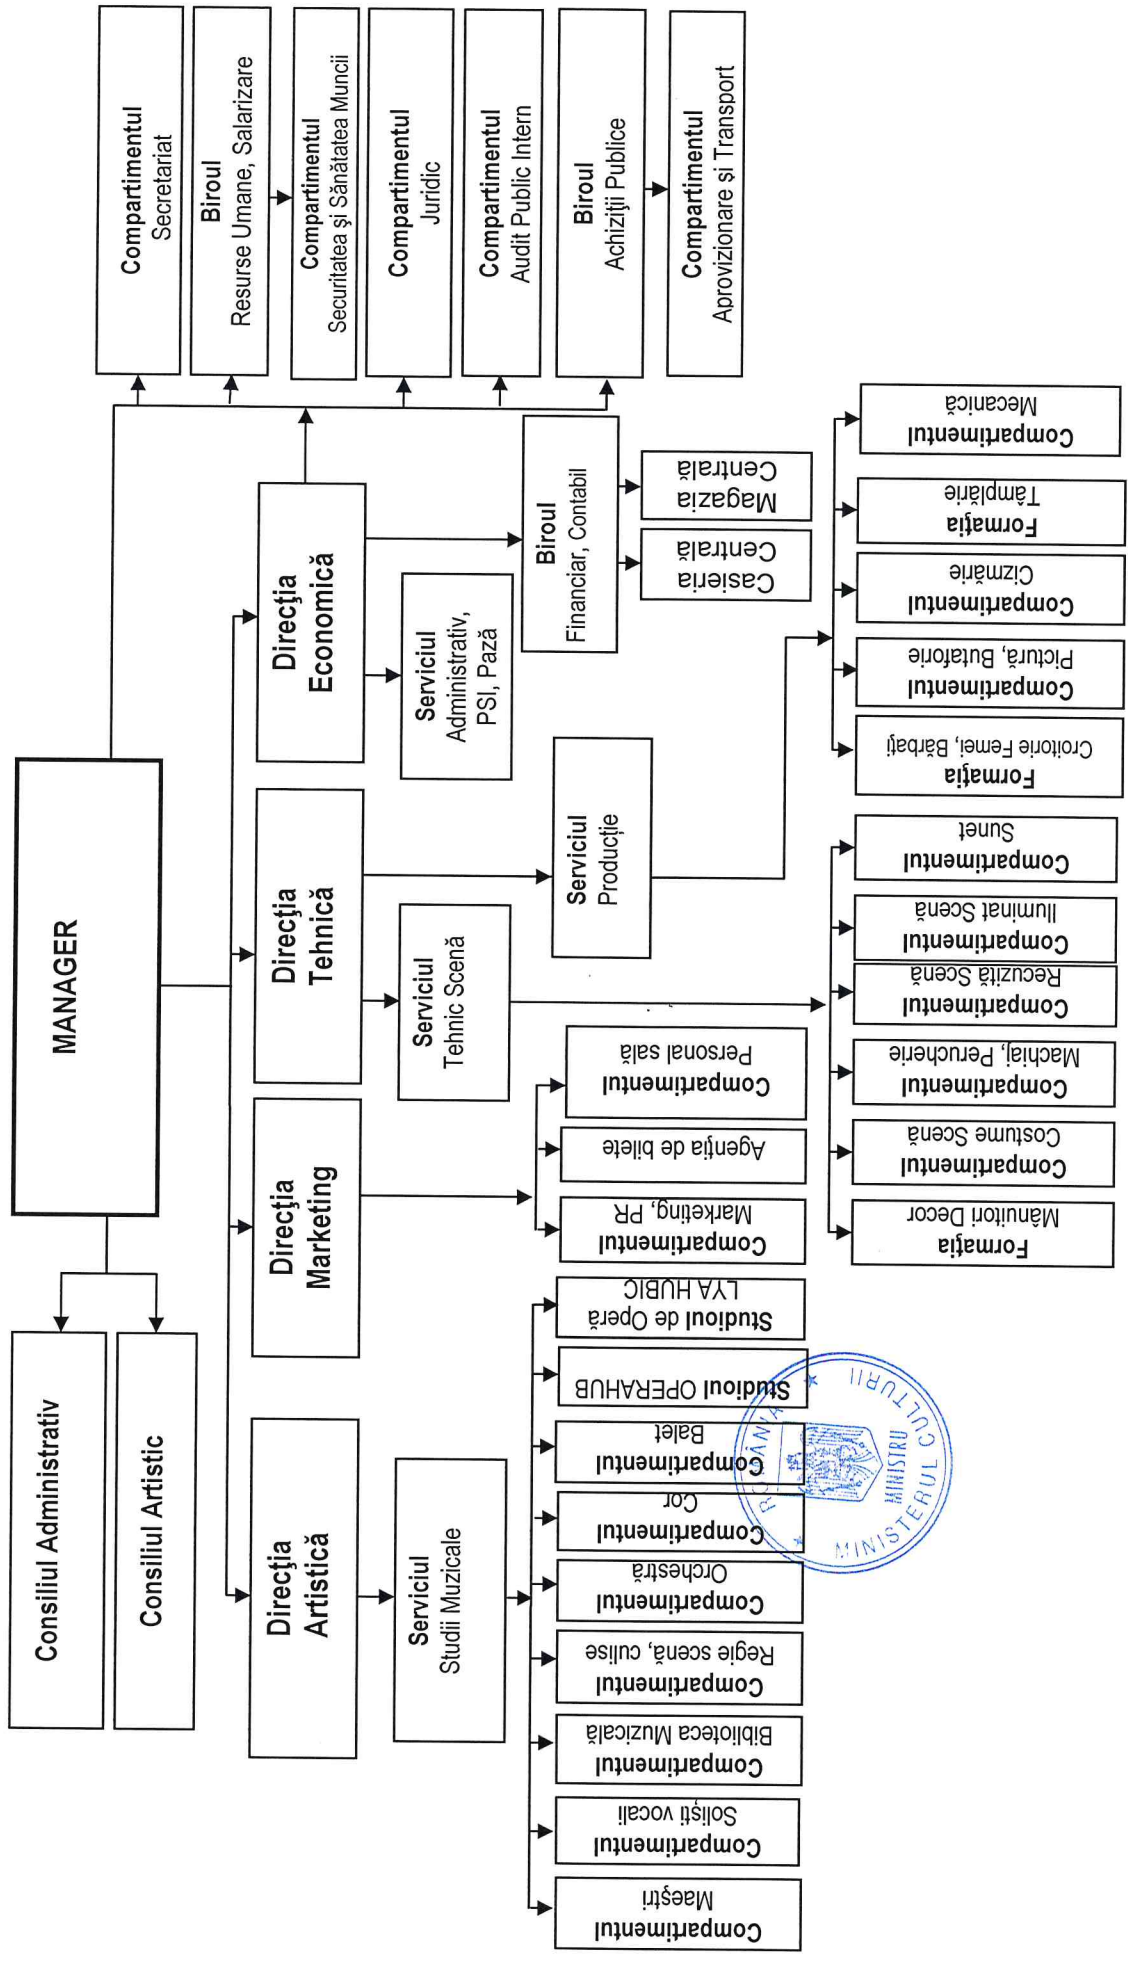 MANAGER
Consiliul Administrativ
Consiliul Artistic
Compartimentul
Secretariat
Biroul
Resurse Umane, Salarizare
Compartimentul
Securitatea şi Sănătatea Muncii
Compartimentul
Juridic
Compartimentul
Audit Public Intern
Biroul
Achiziţii Publice
Compartimentul
Aprovizionare și Transport
Direcţia
Artistică
Direcţia
Marketing
Direcţia
Tehnică
Direcţia
Economică
Serviciul
Studii Muzicale
Serviciul
Tehnic Scenă
Serviciul
Producție
Serviciul
Administrativ,
PSI, Pază
Biroul
Financiar, Contabil
Casieria
Centrală
Magazia
Centrală
Compartimentul
Maeştri
Compartimentul
Soliști vocali
Compartimentul
Biblioteca Muzicală
Compartimentul
Regie scenă, culise
Compartimentul
Orchestră
Compartimentul
Cor
Compartimentul
Balet
Studioul OPERAHUB
Studioul de Operă
LYA HUBIC
Compartimentul
Marketing, PR
Agenţia de bilete
Compartimentul
Personal sală
Formaţia
Mânuitori Decor
Compartimentul
Costume Scenă
Compartimentul
Machiaj, Perucherie
Compartimentul
Recuzită Scenă
Compartimentul
Iluminat Scenă
Compartimentul
Sunet
Formaţia
Croitorie Femei, Bărbaţi
Compartimentul
Pictură, Butaforie
Compartimentul
Cizmărie
Formaţia
Tâmplărie
Compartimentul
Mecanică
ROMÂNIA
MINISTRU
MINISTERUL CULTURII